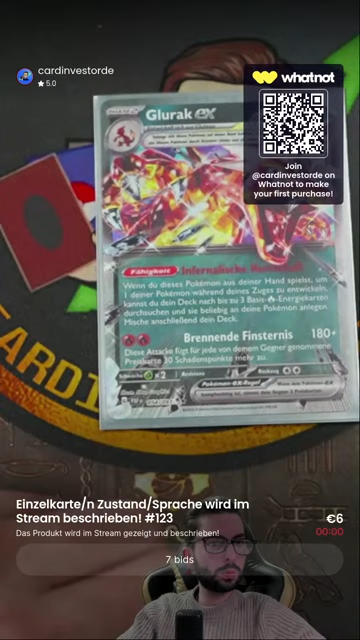 cardinvestorde
★ 5.0
whatnot
Join
@cardinvestorde on
Whatnot to make
your first purchase!
Glurak ex
Fähigkeit
Infernalische
Wenn du dieses Pokémon aus deiner Hand spielst, um
1 deiner Pokémon während deines Zuges zu entwickeln,
kannst du dein Deck nach bis zu 3 Basis-Energiekarten
durchsuchen und sie beliebig an deine Pokémon anlegen.
Mische anschließend dein Deck.
Brennende Finsternis 180+
Diese Attacke fügt für jede von deinem Gegner genommene
Preiskarte 30 Schadenspunkte mehr zu.
×2
Rückzug
Pokémon-ex-Regel
ARDI
Einzelkarte/n Zustand/Sprache wird im
Stream beschrieben! #123
€6
Das Produkt wird im Stream gezeigt und beschrieben!
00:00
7 bids